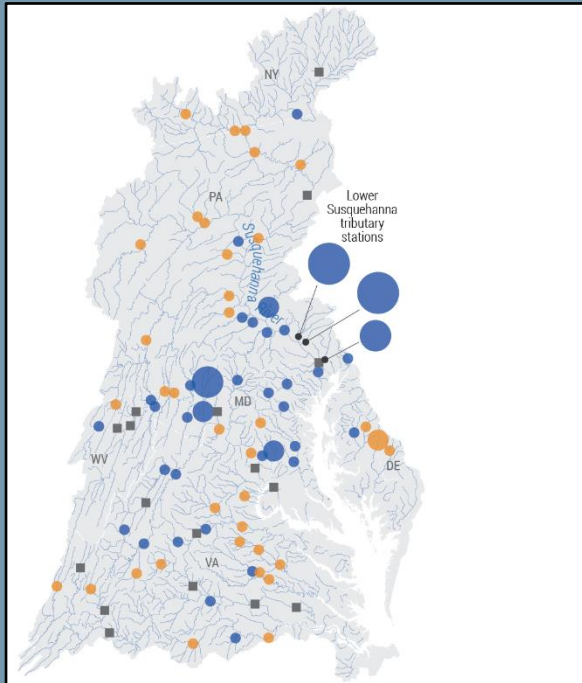 NY
PA
Lower
Susquehanna
tributary
stations
Susquehanna
River
MD
WV
DE
VA